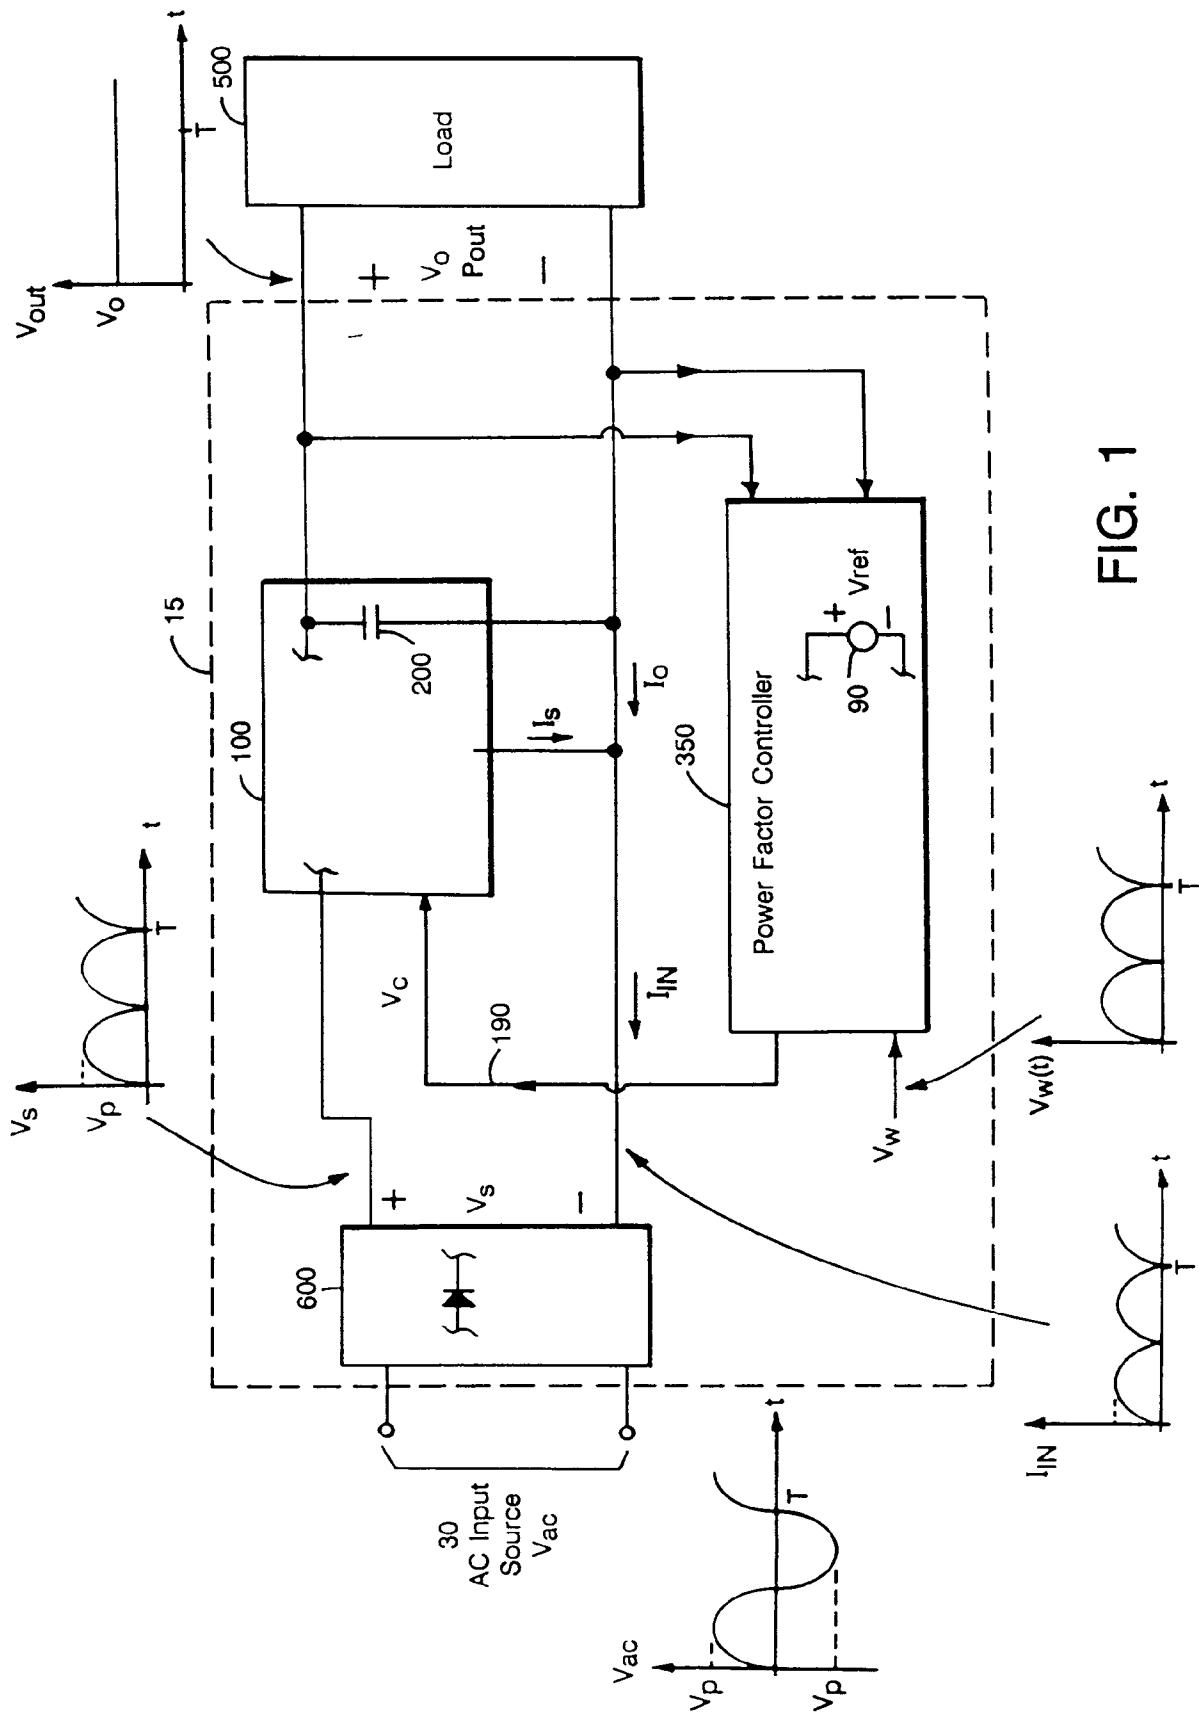 Vs
Vp
T
t
Vout
Vo
T
t
15
600
+
Vs
−
Vc
190
100
200
Is
IIN
Io
+
Vo
Pout
−
500
Load
30
AC Input
Source
Vac
350
Power Factor Controller
90
+
Vref
−
Vw
Vac
Vp
Vp
T
t
IIN
T
t
Vw(t)
T
t
FIG. 1